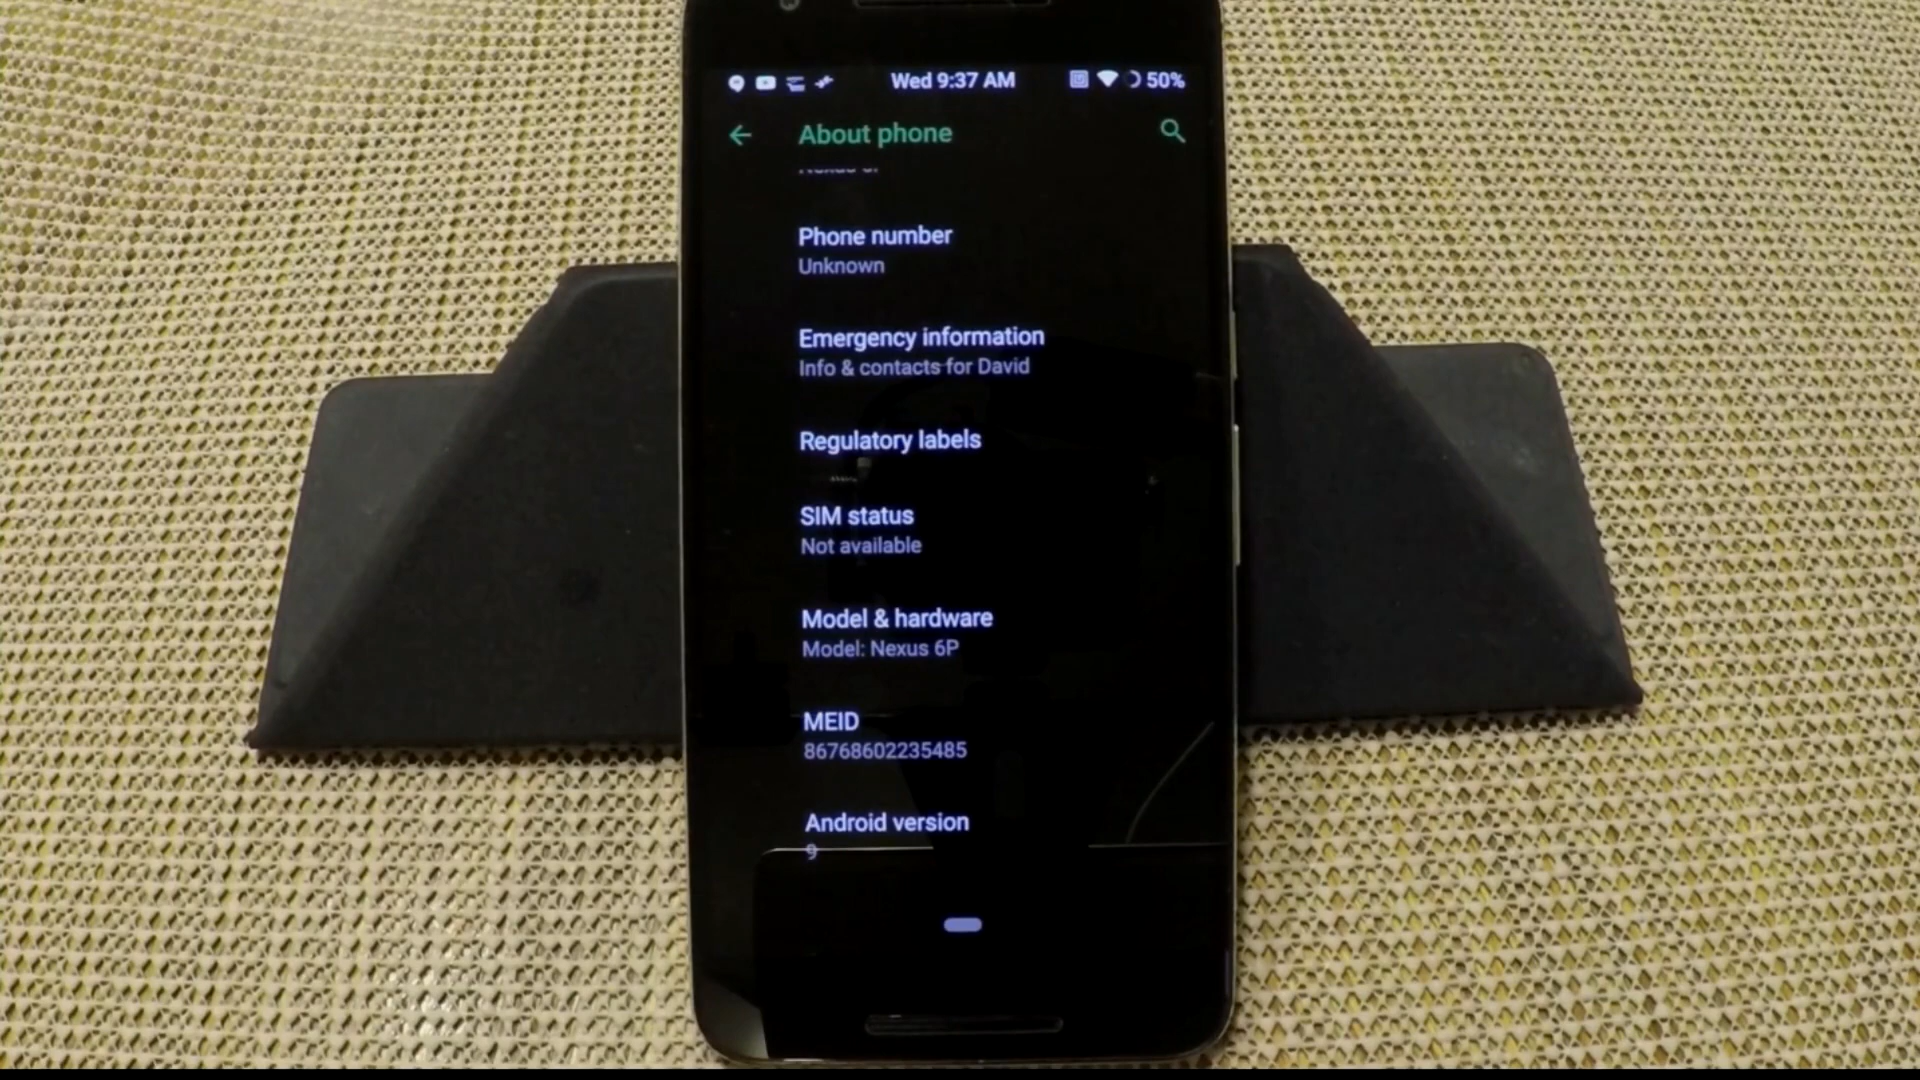 Wed 9:37 AM
50%
About phone
Phone number
Unknown
Emergency information
Info & contacts for David
Regulatory labels
SIM status
Not available
Model & hardware
Model: Nexus 6P
MEID
86768602235485
Android version
9